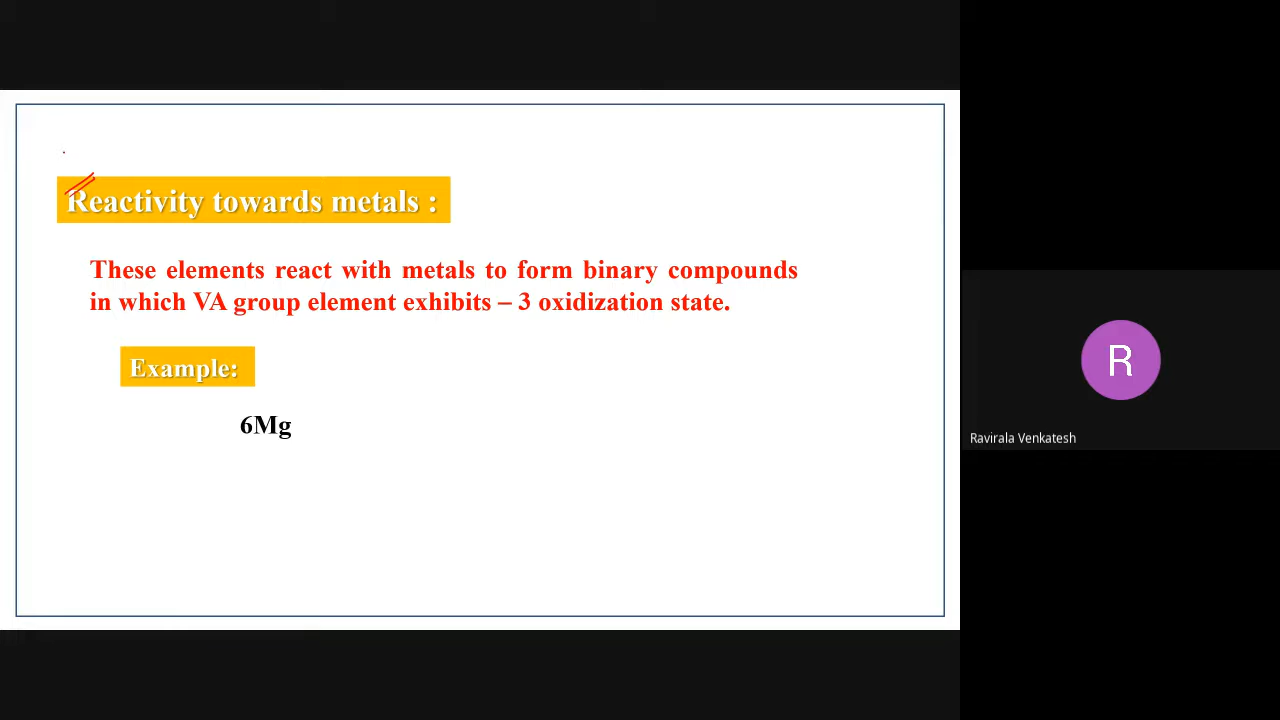 Reactivity towards metals :
These elements react with metals to form binary compounds
in which VA group element exhibits – 3 oxidization state.
Example:
6Mg
R
Ravirala Venkatesh